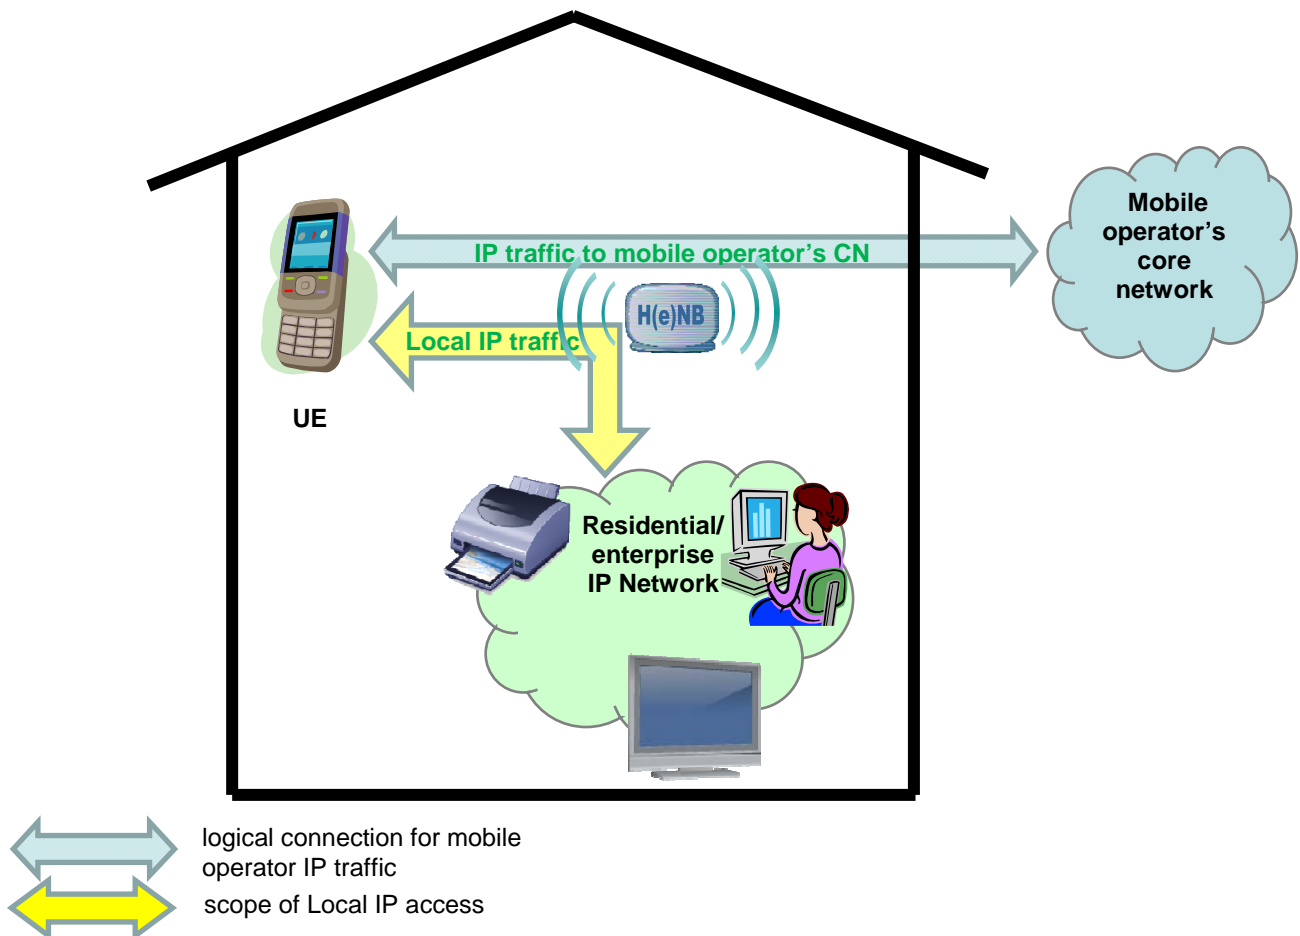 Mobile
operator's
core
network
IP traffic to mobile operator's CN
H(e)NB
Local IP traffic
UE
Residential/
enterprise
IP Network
logical connection for mobile
operator IP traffic
scope of Local IP access